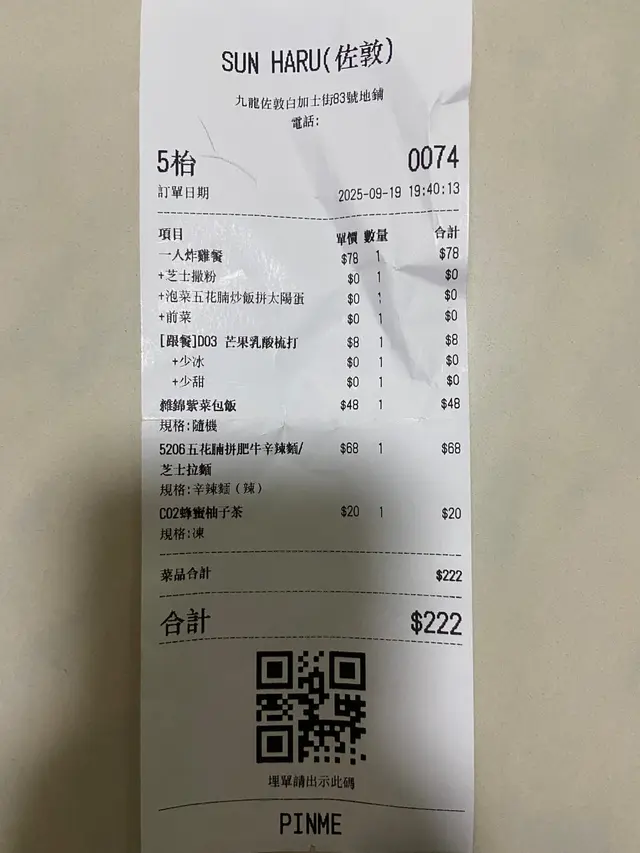 SUN HARU(佐敦)
九龍佐敦白加士街83號地鋪
電話:
5枱 0074
訂單日期 2025-09-19 19:40:13
項目 單價 數量 合計
一人炸雞餐 $78 1 $78
+芝士撒粉 $0 1 $0
+泡菜五花腩炒飯拼太陽蛋 $0 1 $0
+前菜 $0 1 $0
[跟餐]D03 芒果乳酸梳打 $8 1 $8
+少冰 $0 1 $0
+少甜 $0 1 $0
雜錦紫菜包飯 $48 1 $48
規格:隨機
5206五花腩拼肥牛辛辣麵/ $68 1 $68
芝士拉麵
規格:辛辣麵(辣)
C02蜂蜜柚子茶 $20 1 $20
規格:凍
菜品合計 $222
合計 $222
埋單請出示此碼
PINME